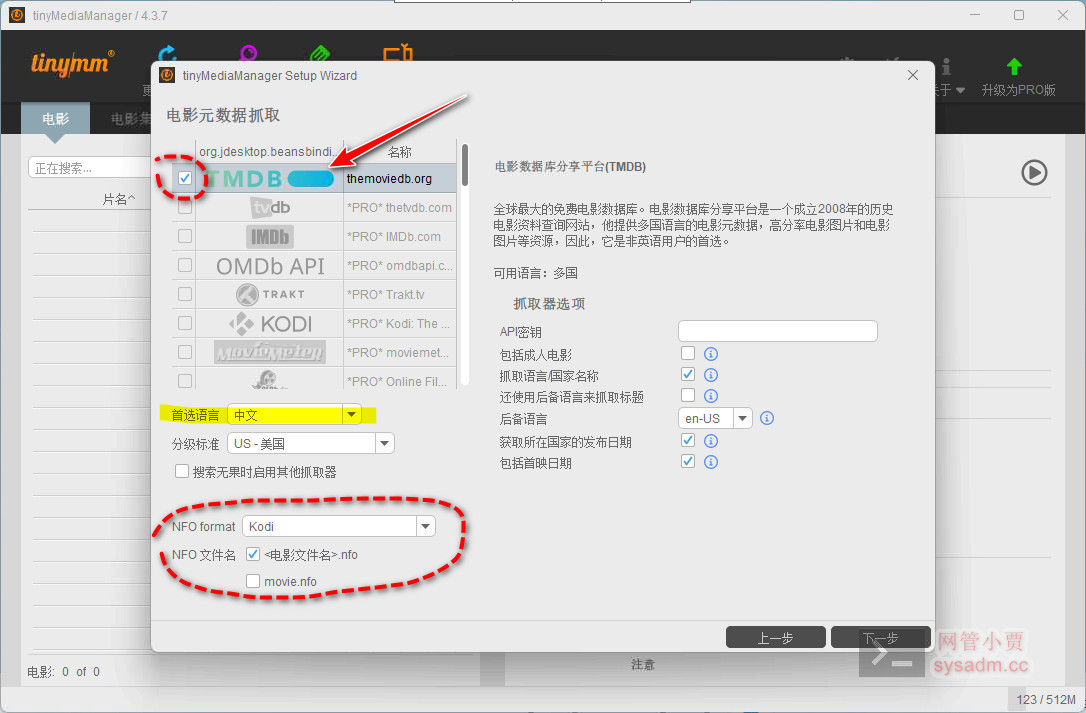 tinyMediaManager / 4.3.7
tinymm®
升级为PRO版
电影
电影集
正在搜索...
片名^
tinyMediaManager Setup Wizard
电影元数据抓取
org.jdesktop.beansbindi...
名称
TMDB
themoviedb.org
tvdb
*PRO* thetvdb.com
IMDb
*PRO* IMDb.com
OMDb API
*PRO* omdbapi.c...
TRAKT
*PRO* Trakt.tv
KODI
*PRO* Kodi: The ...
MovieMeter
*PRO* moviemet...
*PRO* Online Fil...
首选语言
中文
分级标准
US - 美国
搜索无果时启用其他抓取器
NFO format
Kodi
NFO 文件名
<电影文件名>.nfo
movie.nfo
电影数据库分享平台(TMDB)
全球最大的免费电影数据库。电影数据库分享平台是一个成立2008年的历史
电影资料查询网站，他提供多国语言的电影元数据，高分率电影图片和电影
图片等资源，因此，它是非英语用户的首选。
可用语言：多国
抓取器选项
API密钥
包括成人电影
抓取语言/国家名称
还使用后备语言来抓取标题
后备语言
en-US
获取所在国家的发布日期
包括首映日期
上一步
下一步
电影: 0 of 0
注意
网管小贾
sysadm.cc
123 / 512M